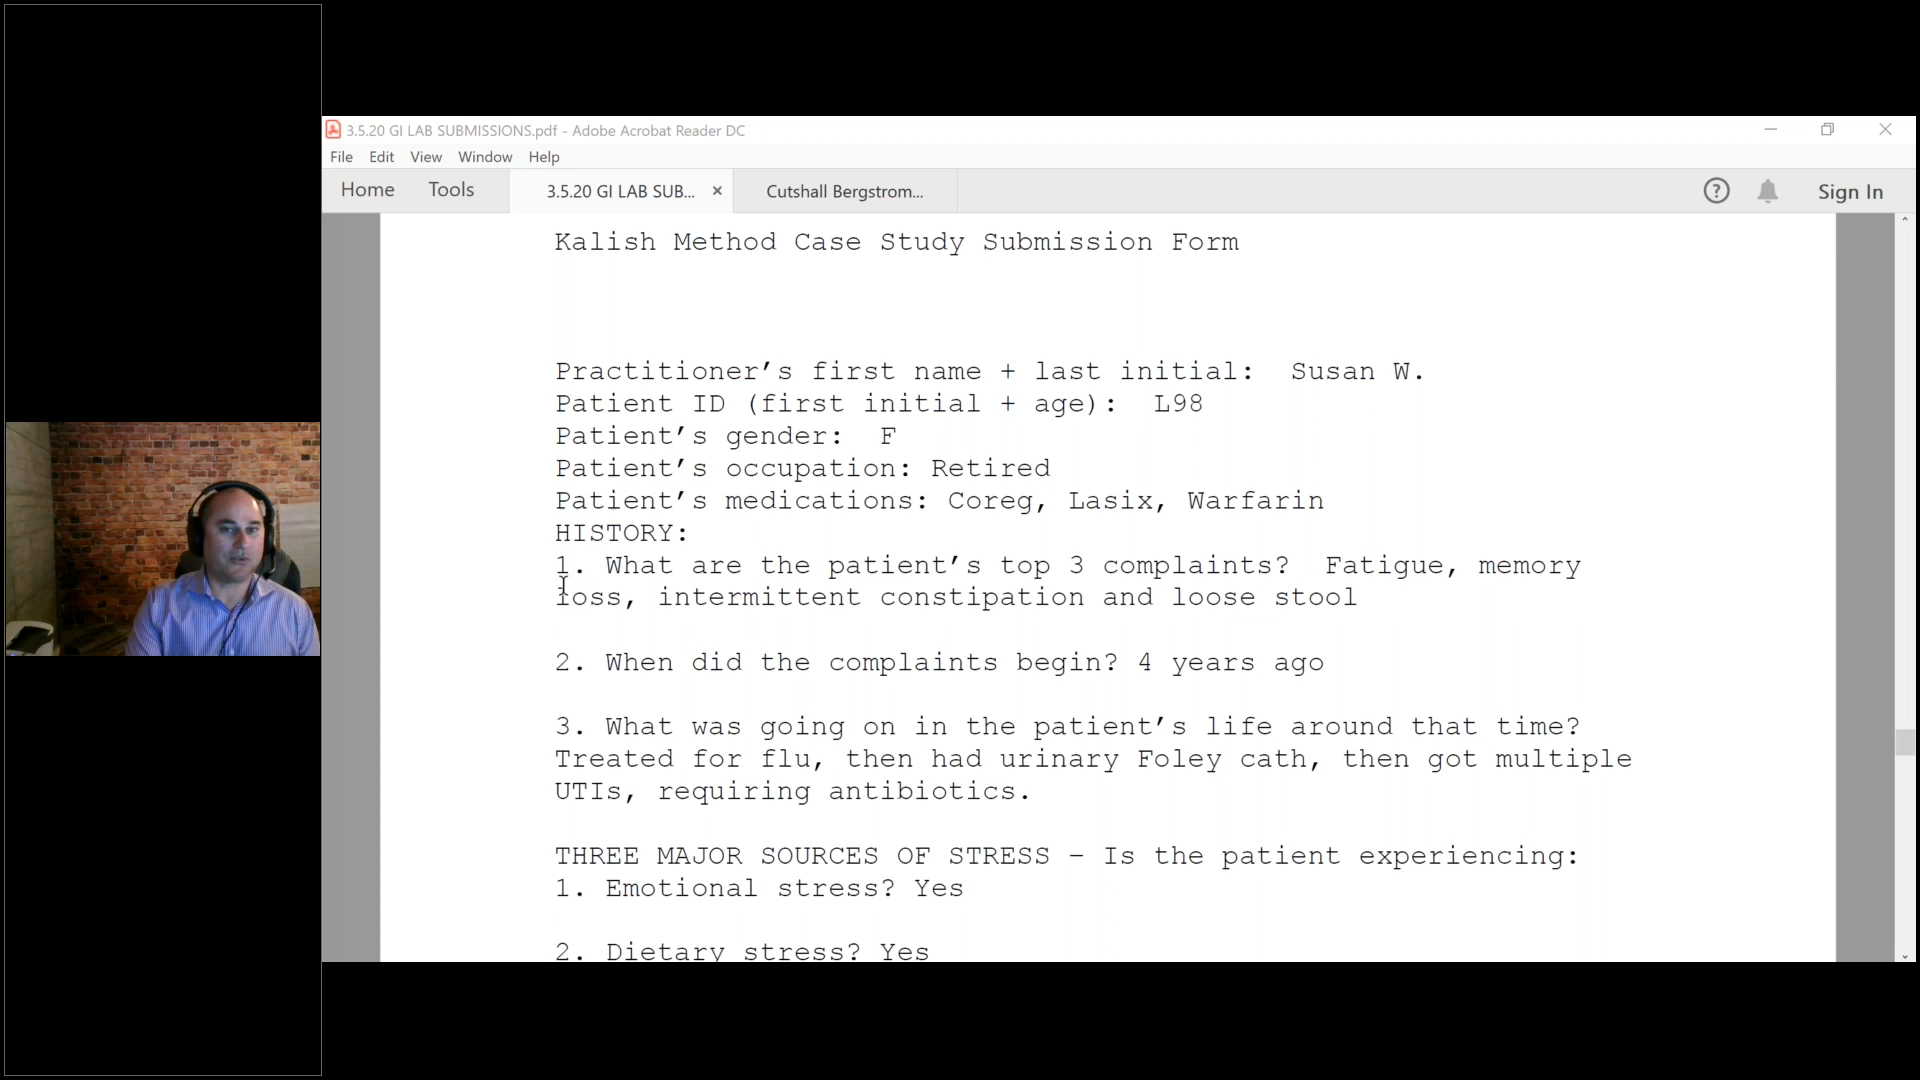 3.5.20 GI LAB SUBMISSIONS.pdf - Adobe Acrobat Reader DC
File Edit View Window Help
Home Tools 3.5.20 GI LAB SUB... × Cutshall Bergstrom... ? Sign In
Kalish Method Case Study Submission Form
Practitioner’s first name + last initial: Susan W.
Patient ID (first initial + age): L98
Patient’s gender: F
Patient’s occupation: Retired
Patient’s medications: Coreg, Lasix, Warfarin
HISTORY:
1. What are the patient’s top 3 complaints? Fatigue, memory
loss, intermittent constipation and loose stool
2. When did the complaints begin? 4 years ago
3. What was going on in the patient’s life around that time?
Treated for flu, then had urinary Foley cath, then got multiple
UTIs, requiring antibiotics.
THREE MAJOR SOURCES OF STRESS – Is the patient experiencing:
1. Emotional stress? Yes
2. Dietary stress? Yes